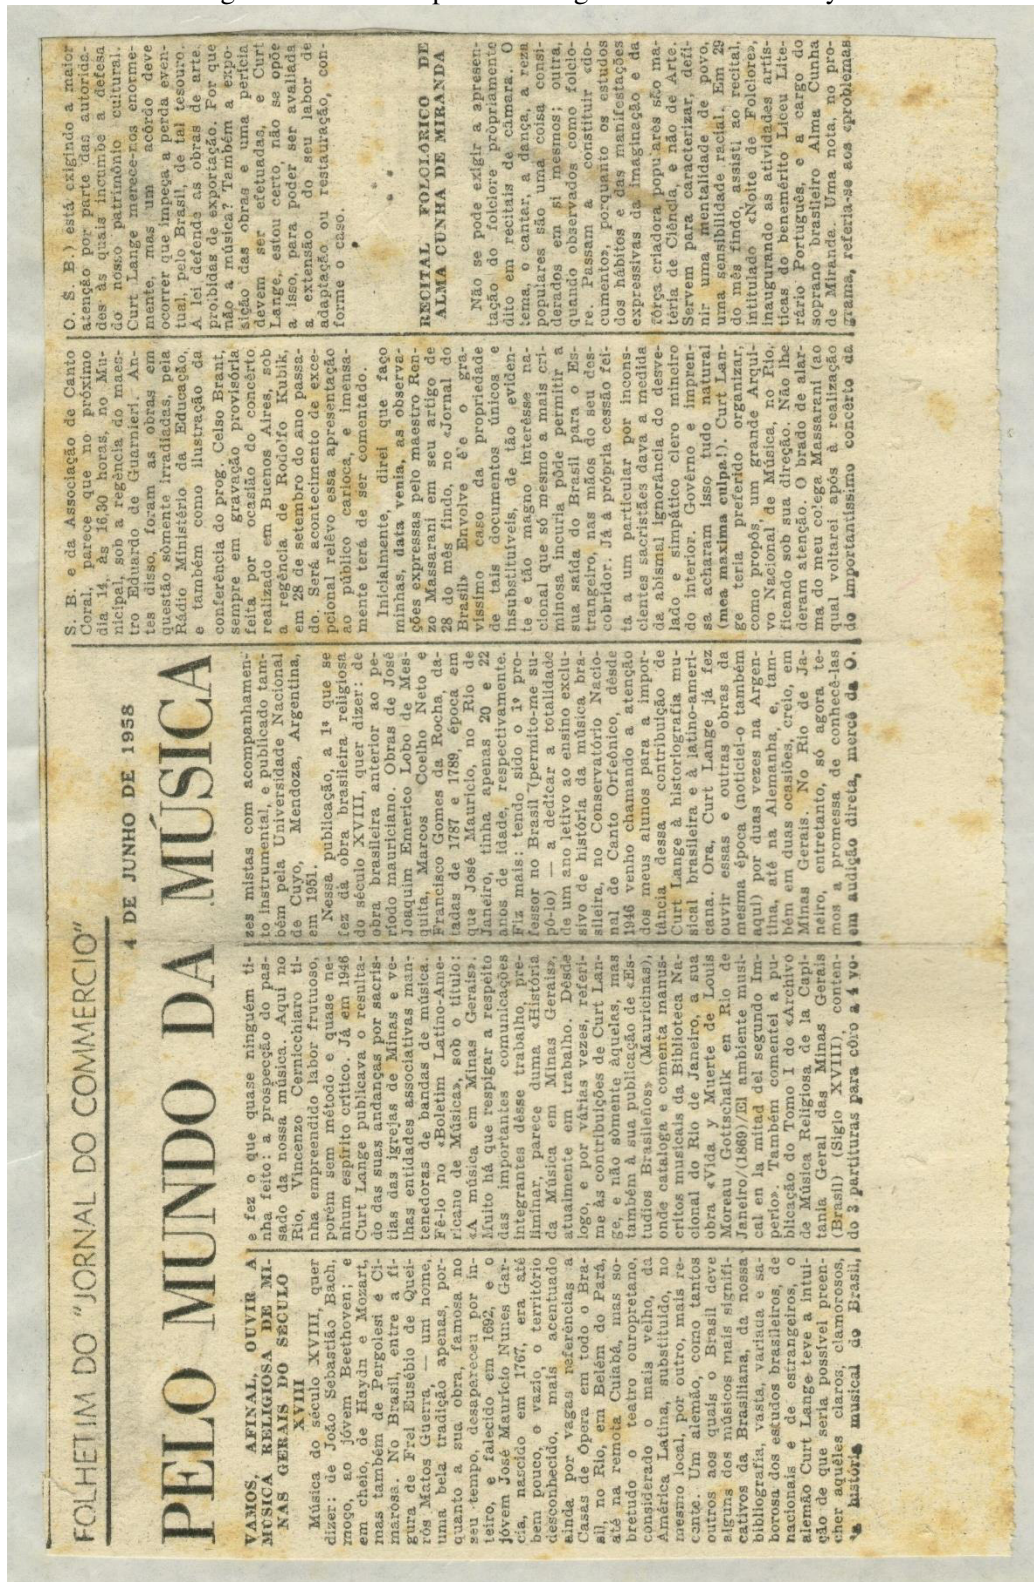 FOLHETIM DO "JORNAL DO COMMERCIO"
4 DE JUNHO DE 1958
PELO MUNDO DA MÚSICA
VAMOS, AFINAL, OUVIR A
MÚSICA RELIGIOSA DE MI-
NAS GERAIS DO SÉCULO
XVIII
Música do século XVIII, quer
dizer: de João Sebastião Bach,
moço, ao jóvem Beethoven; e
em cheio, de Haydn e Mozart,
mas também de Pergolesi e Ci-
marosa. No Brasil, entre a fi-
gura de Frei Eusébio de Quei-
rós Matos Guerra — um nome,
uma bela tradição apenas, por-
quanto a sua obra, famosa no
seu tempo, desapareceu por in-
teiro, e falecido em 1692, e o
jóvem José Maurício Nunes Gar-
cia, nascido em 1767, era até
bem pouco, o vazio, o território
desconhecido, mais acentuado
ainda por vagas referências a
Casas de Ópera em todo o Bra-
sil, no Rio, em Belém do Pará,
até na remota Cuiabá, mas so-
bretudo o teatro ouropretano,
considerado o mais velho, da
América Latina, substituído, no
mesmo local, por outro, mais re-
cente. Um alemão, como tantos
outros aos quais o Brasil deve
alguns dos músicos mais signifi-
cativos da Brasiliana, da nossa
bibliografia, vasta, variada e sa-
borosa dos estudos brasileiros, de
nacionais e de estrangeiros, o
alemão Curt Lange teve a intui-
ção de que seria possível preen-
cher aquêles claros, clamorosos,
na história musical do Brasil,
e fez o que quase ninguém ti-
nha feito: a prospecção do pas-
sado da nossa música. Aqui no
Rio, Vincenzo Cernicchiaro ti-
nha emprendido labor frutuoso,
porém sem método e quase ne-
nhum espírito crítico. Já em 1946
Curt Lange publicava o resulta-
do das suas andanças por sacris-
tias das igrejas de Minas e ve-
lhas entidades associativas man-
tenedoras de bandas de música.
Fê-lo no «Boletim Latino-Ame-
ricano de Música», sob o título:
«A música em Minas Gerais».
Muito há que respigar a respeito
das importantes comunicações
integrantes dêsse trabalho, pre-
liminar, parece duma «História
da Música em Minas Gerais»,
atualmente em trabalho. Dêsde
logo, e por várias vezes, referi-
me às contribuições de Curt Lan-
ge, e não sòmente àquelas, mas
também à sua publicação de «Es-
tudios Brasileños» (Mauricinas),
onde cataloga e comenta manus-
critos musicais da Biblioteca Na-
cional do Rio de Janeiro, a sua
obra «Vida y Muerte de Louis
Moreau Gottschalk en Rio de
Janeiro/(1869)/El ambiente musi-
cal en la mitad del segundo Im-
perio». Também comentei a pu-
blicação do Tomo I do «Archivo
de Música Religiosa de la Capi-
tania Geral das Minas Gerais
(Brasil) (Siglo XVIII), conten-
do 3 partituras para côro a 4 vo-
zes mistas com acompanhamen-
to instrumental, e publicado tam-
bém pela Universidade Nacional
de Cuyo, Mendoza, Argentina,
em 1951.
Nessa publicação, a 1ª que se
fez da obra brasileira religiosa
do século XVIII, quer dizer: de
obra brasileira anterior ao pe-
ríodo mauriciano. Obras de José
Joaquim Emerico Lobo de Mes-
quita, Marcos Coelho Neto e
Francisco Gomes da Rocha, da-
tadas de 1787 e 1789, época em
que José Maurício, no Rio de
Janeiro, tinha apenas 20 e 22
anos de idade, respectivamente.
Fiz mais: tendo sido o 1º pro-
fessor no Brasil (permito-me su-
pô-lo) — a dedicar a totalidade
de um ano letivo ao ensino exclu-
sivo de história da música bra-
sileira, no Conservatório Nacio-
nal de Canto Orfeônico, dêsde
1946 venho chamando a atenção
dos meus alunos para a impor-
tância dessa contribuição de
Curt Lange à historiografia mu-
sical brasileira e à latino-ameri-
cana. Ora, Curt Lange já fez
ouvir essas e outras obras da
mesma época (noticiei-o também
aqui) por duas vezes na Argen-
tina, até na Alemanha, e, tam-
bém em duas ocasiões, creio, em
Minas Gerais. No Rio de Ja-
neiro, entretanto, só agora te-
mos a promessa de conhecê-las
em audição direta, mercê da O.
S. B. e da Associação de Canto
Coral, parece que no próximo
dia 14, às 16,30 horas, no Mu-
nicipal, sob a regência do maes-
tro Eduardo de Guarnieri. An-
tes disso, foram as obras em
questão sòmente irradiadas, pela
Rádio Ministério da Educação,
e também como ilustração da
conferência do prog. Celso Brant,
sempre em gravação provisória
feita por ocasião do concêrto
realizado em Buenos Aires, sob
a regência de Rodolfo Kubik,
em 28 de setembro do ano passa-
do. Será acontecimento de exce-
pcional relêvo essa apresentação
ao público carioca, e imensa-
mente terá de ser comentado.
Inicialmente, direi que faço
minhas, data venia, as observa-
ções expressas pelo maestro Ren-
zo Massarani em seu artigo de
28 do mês findo, no «Jornal do
Brasil» Envolve êle o gra-
víssimo caso da propriedade
de tais documentos únicos e
insubstituíveis, de tão eviden-
te e tão magno interêsse na-
cional que só mesmo a mais cri-
minosa incuria pôde permitir a
sua saída do Brasil para o Es-
trangeiro, nas mãos do seu des-
cobridor. Já a própria cessão fei-
ta a um particular por incons-
cientes sacristães dava a medida
da abismal ignorância do desve-
lado e simpático clero mineiro
do interior. Govêrno e impren-
sa acharam isso tudo natural
(mea maxima culpa!). Curt Lan-
ge teria preferido organizar,
como propôs, um grande Arqui-
vo Nacional de Música, no Rio,
ficando sob sua direção. Não lhe
deram atenção. O brado de alar-
ma do meu colega Massarani (ao
qual voltarei após à realização
do importantíssimo concêrto da
O. S. B.) está exigindo a maior
atenção por parte das autorida-
des às quais incumbe a defesa
do nosso patrimônio cultural.
Curt Lange merece-nos enorme-
mente, mas um acôrdo deve
ocorrer que impeça a perda even-
tual, pelo Brasil, de tal tesouro.
A lei defende as obras de arte,
proibidas de exportação. Por que
não a música? Também a expo-
sição das obras e uma perícia
devem ser efetuadas, e Curt
Lange, estou certo, não se opõe
a isso, para poder ser avaliada
a extensão do seu labor de
adaptação ou restauração, con-
forme o caso.
RECITAL FOLCLÓRICO DE
ALMA CUNHA DE MIRANDA
Não se pode exigir a apresen-
tação do folclore pròpriamente
dito em recitais de câmara. O
tema, o cantar, a dança, a reza
populares são uma coisa consi-
derados em si mesmos; outra,
quando observados como folclo-
re. Passam a constituir «do-
cumento», porquanto os estudos
dos hábitos e das manifestações
expressivas da imaginação e da
fôrça criadora populares são ma-
téria de Ciência, e não de Arte.
Servem para caracterizar, defi-
nir uma mentalidade de povo,
uma sensibilidade racial. Em 29
do mês findo, assisti ao recital,
intitulado «Noite de Folclore»,
inaugurando as atividades artís-
ticas do benemérito Liceu Lite-
rário Português, e a cargo do
soprano brasileiro Alma Cunha
de Miranda. Uma nota, no pro-
grama, referia-se aos «problemas